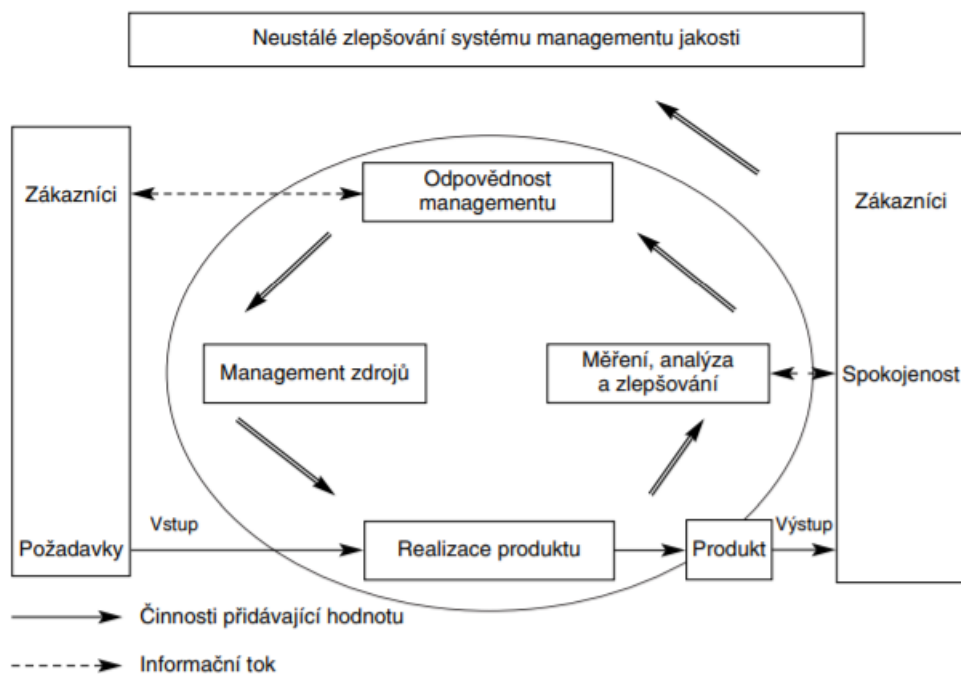 Neustálé zlepšování systému managementu jakosti
Zákazníci
Odpovědnost
managementu
Zákazníci
Management zdrojů
Měření, analýza
a zlepšování
Spokojenost
Vstup
Požadavky
Realizace produktu
Produkt
Výstup
Činnosti přidávající hodnotu
Informační tok